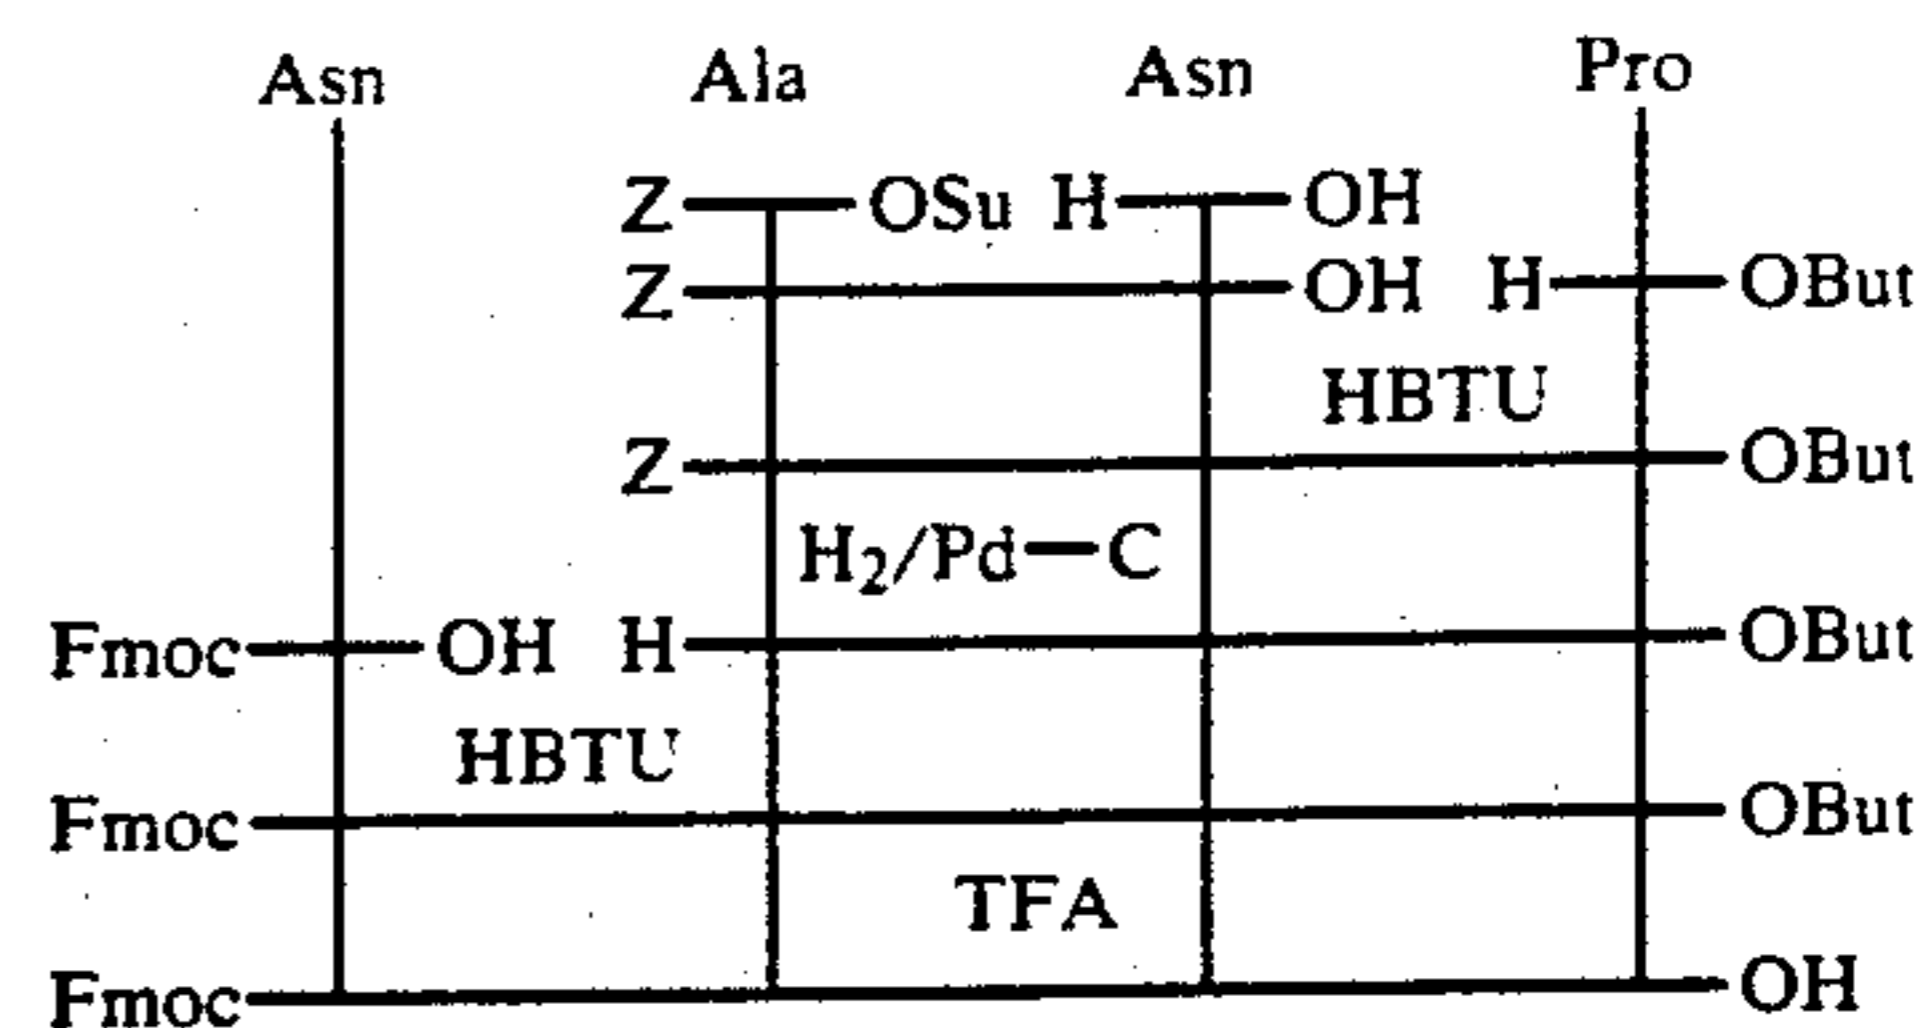 Asn Ala Asn Pro
Z OSu H OH
Z OH H OBut
HBTU
Z OBut
H₂/Pd—C
Fmoc OH H OBut
HBTU
Fmoc OBut
TFA
Fmoc OH